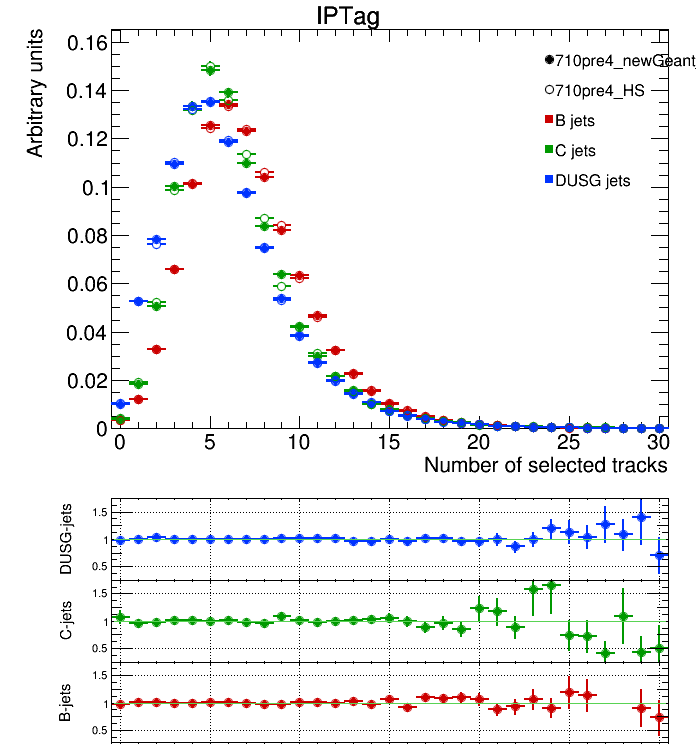 IPTag
Arbitrary units
0.16
0.14
0.12
0.1
0.08
0.06
0.04
0.02
0
710pre4_newGeant
710pre4_HS
B jets
C jets
DUSG jets
0 5 10 15 20 25 30
Number of selected tracks
DUSG-jets
1.5
1
0.5
C-jets
1.5
1
0.5
B-jets
1.5
1
0.5